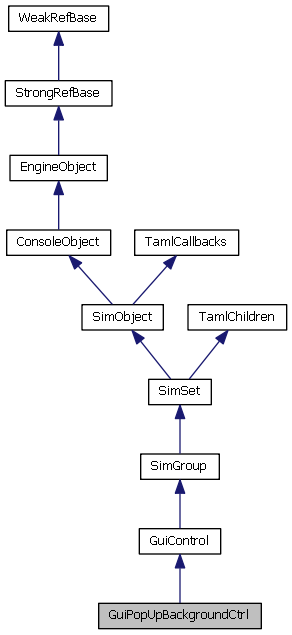 WeakRefBase
StrongRefBase
EngineObject
ConsoleObject
TamlCallbacks
SimObject
TamlChildren
SimSet
SimGroup
GuiControl
GuiPopUpBackgroundCtrl